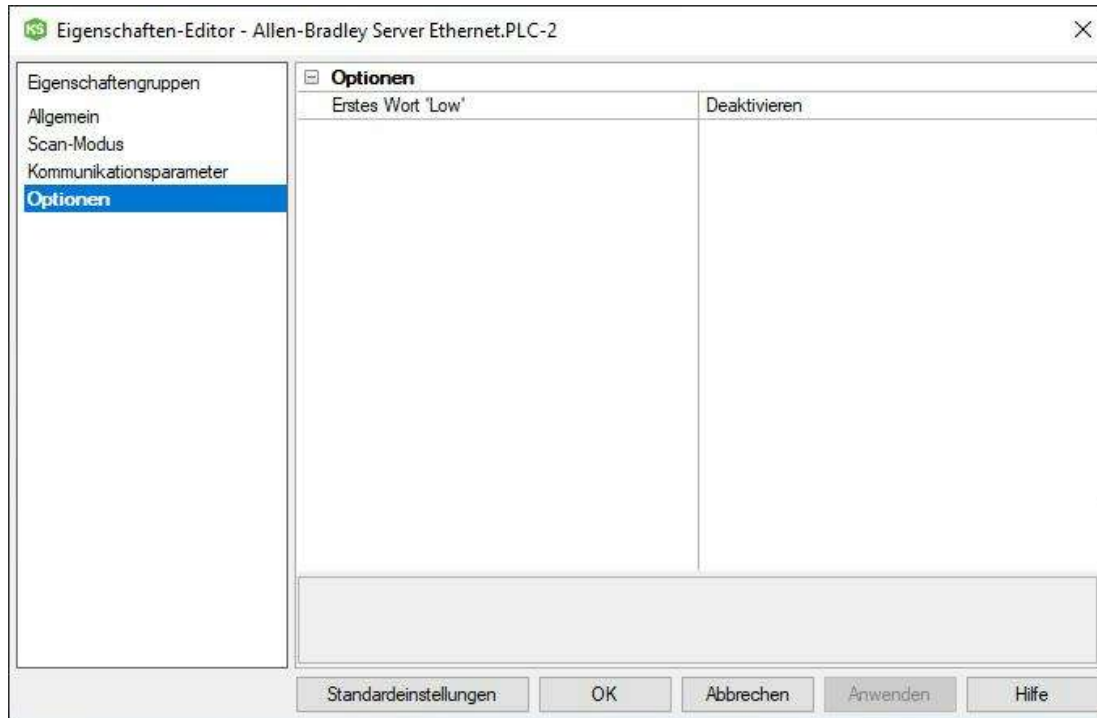 KS Eigenschaften-Editor - Allen-Bradley Server Ethernet.PLC-2
Eigenschaftengruppen
Allgemein
Scan-Modus
Kommunikationsparameter
Optionen
Optionen
Erstes Wort 'Low' Deaktivieren
Standardeinstellungen OK Abbrechen Anwenden Hilfe